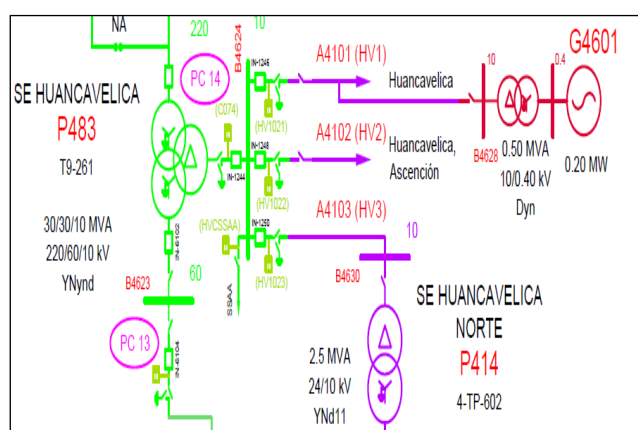 NA
220
10
B4624
PC 14
IN-1246
A4101 (HV1)
Huancavelica
10
0.4
G4601
SE HUANCAVELICA
P483
T9-261
(C074)
(HV1021)
A4102 (HV2)
Huancavelica,
Ascención
B4628
0.50 MVA
10/0.40 kV
Dyn
0.20 MW
IN-1244
IN-1248
(HV1022)
30/30/10 MVA
220/60/10 kV
YNynd
IN-6102
(HVCSSAA)
A4103 (HV3)
IN-1250
10
B4623
60
SSAA
(HV1023)
B4630
SE HUANCAVELICA
NORTE
P414
4-TP-602
PC 13
IN-6104
2.5 MVA
24/10 kV
YNd11